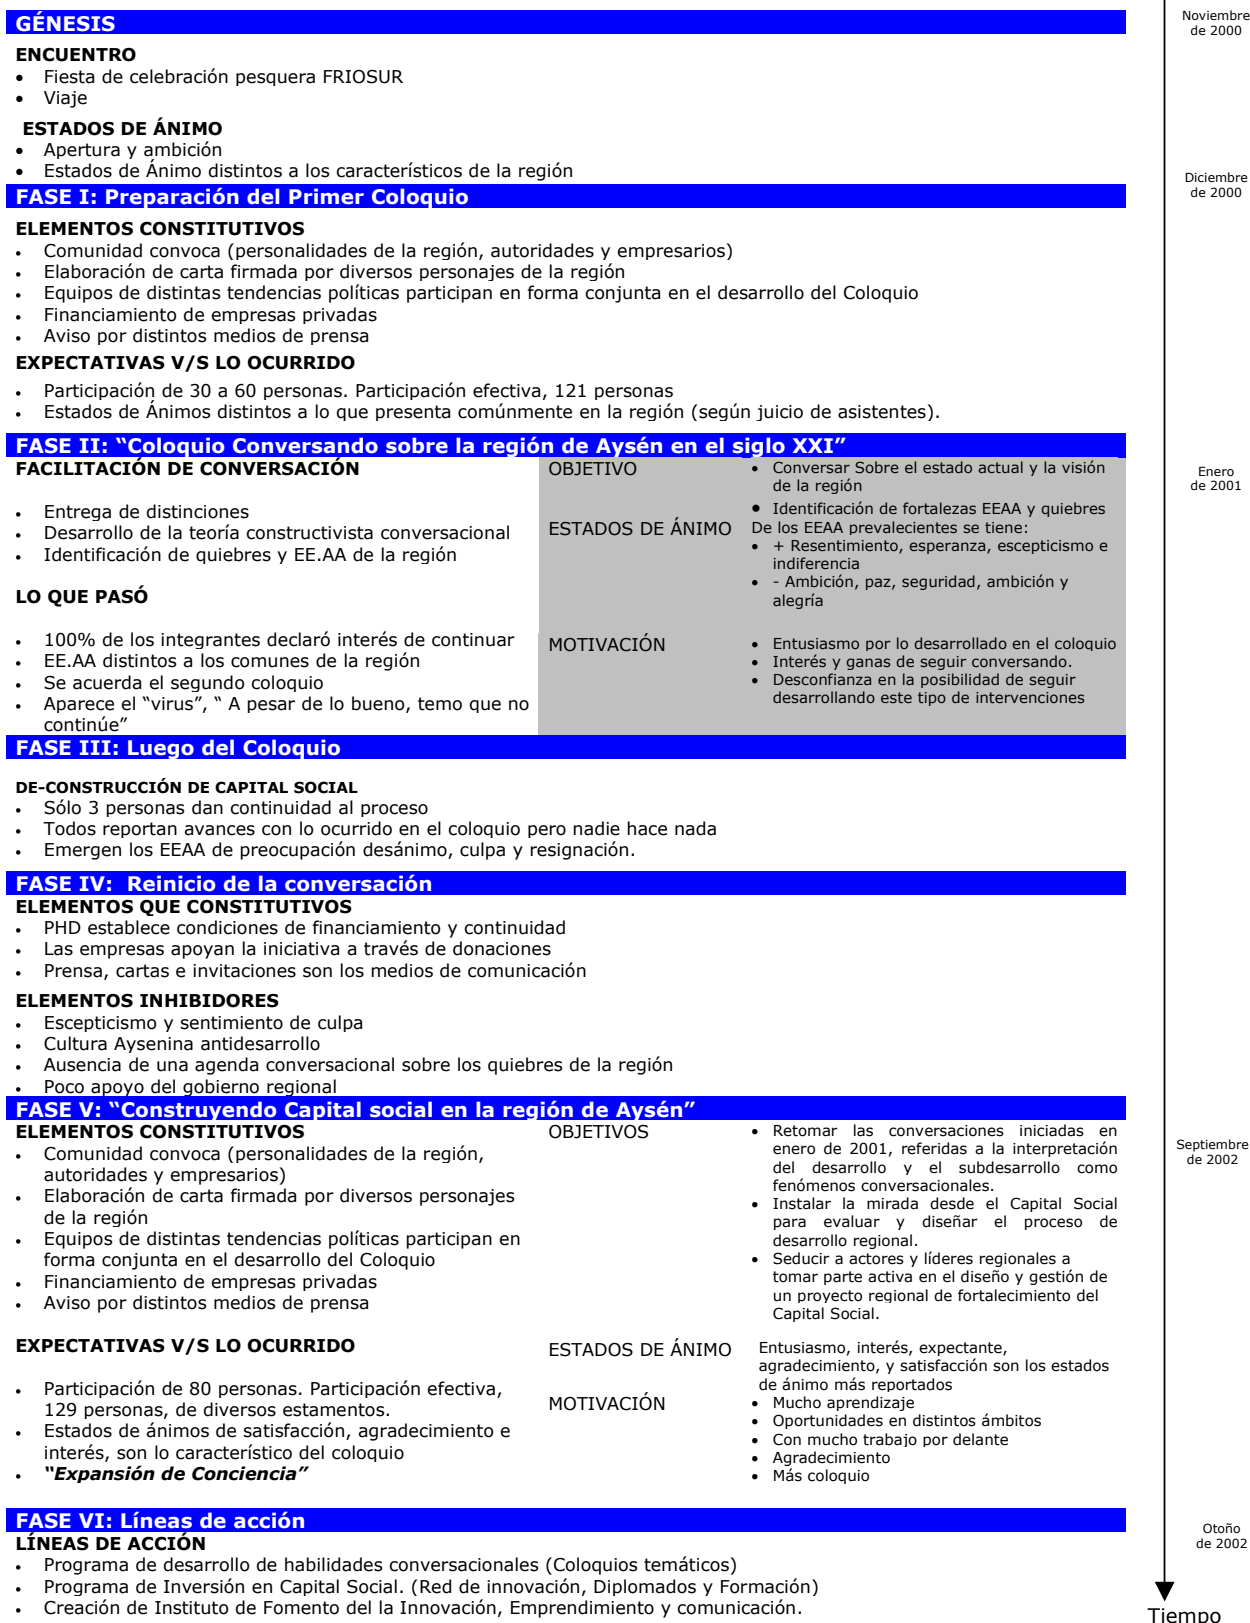 GÉNESIS
Noviembre
de 2000
ENCUENTRO
• Fiesta de celebración pesquera FRIOSUR
• Viaje
ESTADOS DE ÁNIMO
• Apertura y ambición
• Estados de Ánimo distintos a los característicos de la región
Diciembre
de 2000
FASE I: Preparación del Primer Coloquio
ELEMENTOS CONSTITUTIVOS
• Comunidad convoca (personalidades de la región, autoridades y empresarios)
• Elaboración de carta firmada por diversos personajes de la región
• Equipos de distintas tendencias políticas participan en forma conjunta en el desarrollo del Coloquio
• Financiamiento de empresas privadas
• Aviso por distintos medios de prensa
EXPECTATIVAS V/S LO OCURRIDO
• Participación de 30 a 60 personas. Participación efectiva, 121 personas
• Estados de Ánimos distintos a lo que presenta comúnmente en la región (según juicio de asistentes).
FASE II: “Coloquio Conversando sobre la región de Aysén en el siglo XXI”
Enero
de 2001
FACILITACIÓN DE CONVERSACIÓN
• Entrega de distinciones
• Desarrollo de la teoría constructivista conversacional
• Identificación de quiebres y EE.AA de la región
LO QUE PASÓ
• 100% de los integrantes declaró interés de continuar
• EE.AA distintos a los comunes de la región
• Se acuerda el segundo coloquio
• Aparece el “virus”, “ A pesar de lo bueno, temo que no
continúe”
OBJETIVO
• Conversar Sobre el estado actual y la visión
de la región
• Identificación de fortalezas EEAA y quiebres
ESTADOS DE ÁNIMO
De los EEAA prevalecientes se tiene:
• + Resentimiento, esperanza, escepticismo e
indiferencia
• - Ambición, paz, seguridad, ambición y
alegría
MOTIVACIÓN
• Entusiasmo por lo desarrollado en el coloquio
• Interés y ganas de seguir conversando.
• Desconfianza en la posibilidad de seguir
desarrollando este tipo de intervenciones
FASE III: Luego del Coloquio
DE-CONSTRUCCIÓN DE CAPITAL SOCIAL
• Sólo 3 personas dan continuidad al proceso
• Todos reportan avances con lo ocurrido en el coloquio pero nadie hace nada
• Emergen los EEAA de preocupación desánimo, culpa y resignación.
FASE IV: Reinicio de la conversación
ELEMENTOS QUE CONSTITUTIVOS
• PHD establece condiciones de financiamiento y continuidad
• Las empresas apoyan la iniciativa a través de donaciones
• Prensa, cartas e invitaciones son los medios de comunicación
ELEMENTOS INHIBIDORES
• Escepticismo y sentimiento de culpa
• Cultura Aysenina antidesarrollo
• Ausencia de una agenda conversacional sobre los quiebres de la región
• Poco apoyo del gobierno regional
FASE V: “Construyendo Capital social en la región de Aysén”
Septiembre
de 2002
ELEMENTOS CONSTITUTIVOS
• Comunidad convoca (personalidades de la región,
autoridades y empresarios)
• Elaboración de carta firmada por diversos personajes
de la región
• Equipos de distintas tendencias políticas participan en
forma conjunta en el desarrollo del Coloquio
• Financiamiento de empresas privadas
• Aviso por distintos medios de prensa
EXPECTATIVAS V/S LO OCURRIDO
• Participación de 80 personas. Participación efectiva,
129 personas, de diversos estamentos.
• Estados de ánimos de satisfacción, agradecimiento e
interés, son lo característico del coloquio
• “Expansión de Conciencia”
OBJETIVOS
• Retomar las conversaciones iniciadas en
enero de 2001, referidas a la interpretación
del desarrollo y el subdesarrollo como
fenómenos conversacionales.
• Instalar la mirada desde el Capital Social
para evaluar y diseñar el proceso de
desarrollo regional.
• Seducir a actores y líderes regionales a
tomar parte activa en el diseño y gestión de
un proyecto regional de fortalecimiento del
Capital Social.
ESTADOS DE ÁNIMO
Entusiasmo, interés, expectante,
agradecimiento, y satisfacción son los estados
de ánimo más reportados
MOTIVACIÓN
• Mucho aprendizaje
• Oportunidades en distintos ámbitos
• Con mucho trabajo por delante
• Agradecimiento
• Más coloquio
FASE VI: Líneas de acción
Otoño
de 2002
LÍNEAS DE ACCIÓN
• Programa de desarrollo de habilidades conversacionales (Coloquios temáticos)
• Programa de Inversión en Capital Social. (Red de innovación, Diplomados y Formación)
• Creación de Instituto de Fomento del la Innovación, Emprendimiento y comunicación.
Tiempo